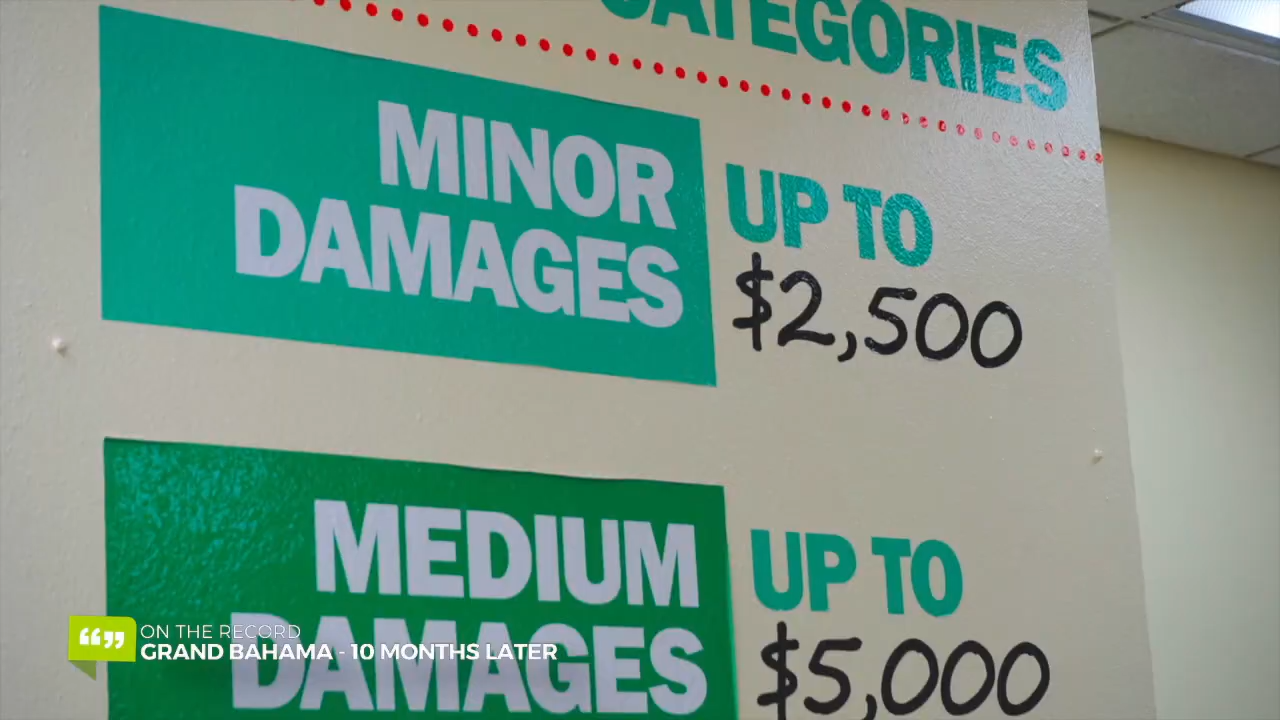 CATEGORIES
MINOR
DAMAGES
UP TO
$2,500
MEDIUM
DAMAGES
UP TO
$5,000
ON THE RECORD
GRAND BAHAMA - 10 MONTHS LATER